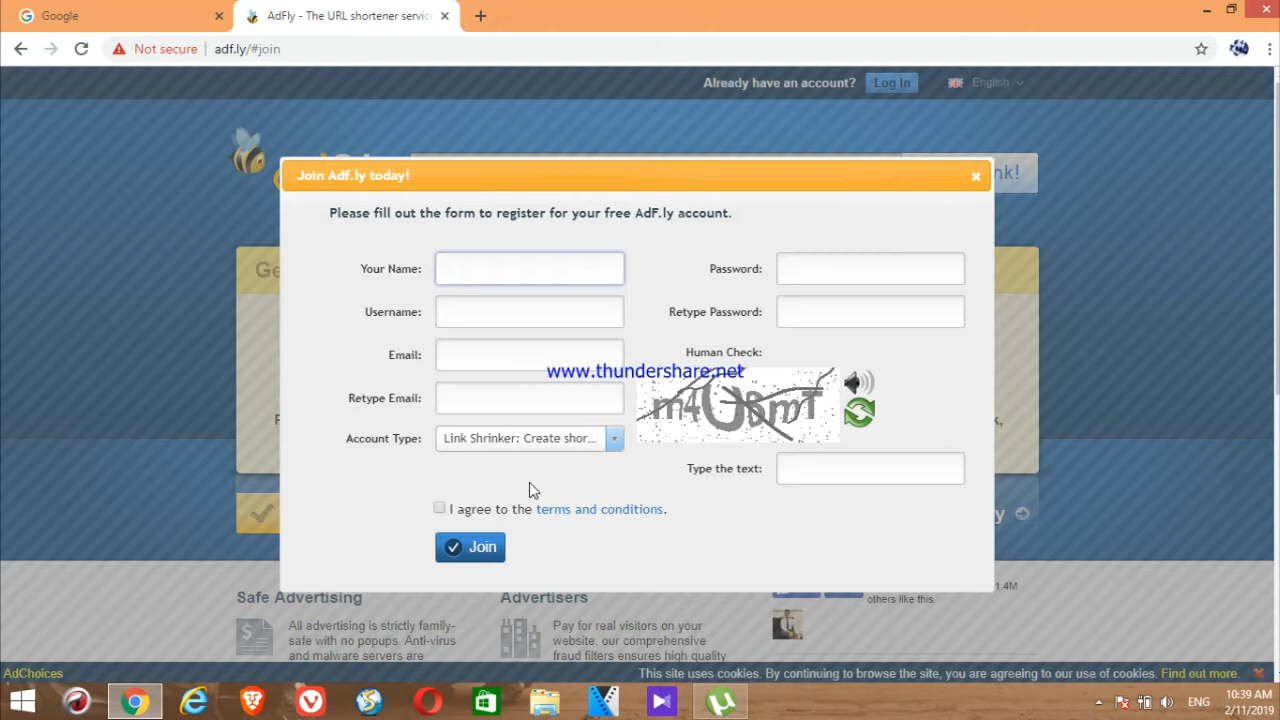 Google
AdFly - The URL shortener servic
Not secure
adf.ly/#join
Already have an account?
Log In
English
nk!
Join Adf.ly today!
Please fill out the form to register for your free AdF.ly account.
Ge
Your Name:
Password:
Username:
Retype Password:
Email:
Human Check:
www.thundershare.net
Retype Email:
m4UBmT
Account Type:
Link Shrinker: Create shor...
Type the text:
I agree to the terms and conditions.
y
Join
Safe Advertising
Advertisers
1.4M
others like this.
All advertising is strictly family-
safe with no popups. Anti-virus
and malware servers are
Pay for real visitors on your
website, our comprehensive
fraud filters ensures high quality
AdChoices
This site uses cookies. By continuing to browse the site, you are agreeing to our use of cookies. Find out more.
ENG
10:39 AM
2/11/2019